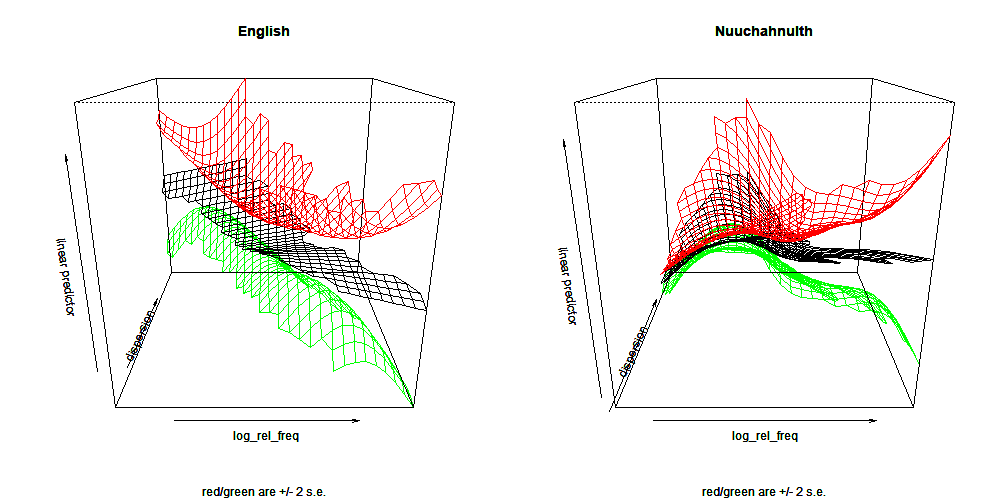 English
linear predictor
dispersion
log_rel_freq
red/green are +/- 2 s.e.
Nuuchahnulth
linear predictor
dispersion
log_rel_freq
red/green are +/- 2 s.e.